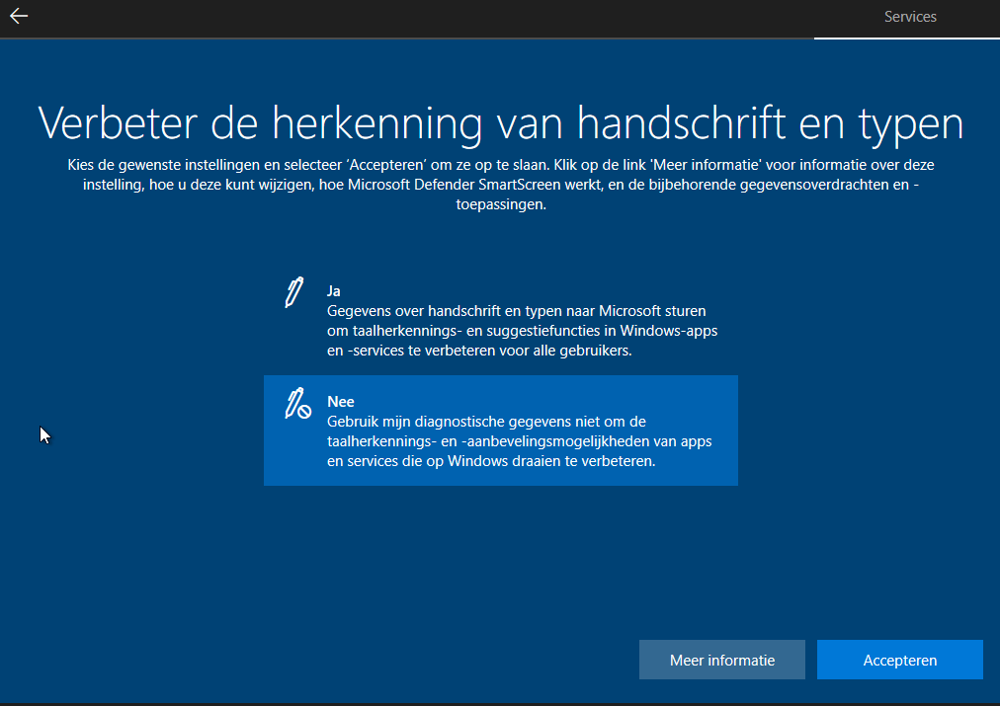 Services
Verbeter de herkenning van handschrift en typen
Kies de gewenste instellingen en selecteer ‘Accepteren’ om ze op te slaan. Klik op de link 'Meer informatie' voor informatie over deze
instelling, hoe u deze kunt wijzigen, hoe Microsoft Defender SmartScreen werkt, en de bijbehorende gegevensoverdrachten en -
toepassingen.
Ja
Gegevens over handschrift en typen naar Microsoft sturen
om taalherkennings- en suggestiefuncties in Windows-apps
en -services te verbeteren voor alle gebruikers.
Nee
Gebruik mijn diagnostische gegevens niet om de
taalherkennings- en -aanbevelingsmogelijkheden van apps
en services die op Windows draaien te verbeteren.
Meer informatie
Accepteren